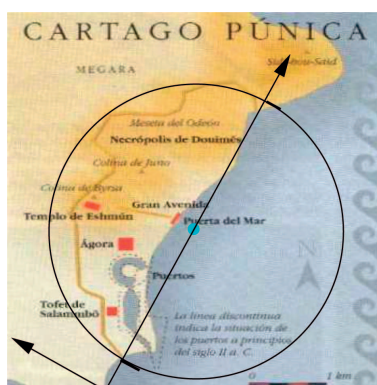 CARTAGO PÚNICA
Sidi-Bou-Said
MEGARA
Meseta del Odeón
Necrópolis de Douimès
Colina de Juno
Colina de Byrsa
Gran Avenida
Templo de Eshmún
Puerta del Mar
Ágora
Puertos
N
Tofet de
Salammbó
La línea discontinua
indica la situación de
los puertos a principios
del siglo II a. C.
0 1 km